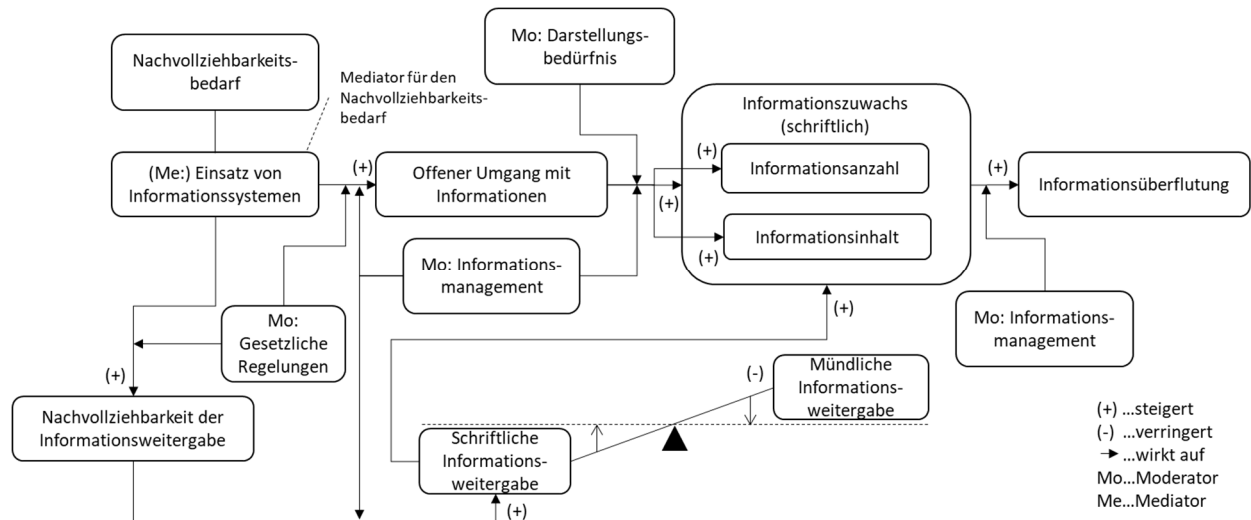 Nachvollziehbarkeits-
bedarf
Mediator für den
Nachvollziehbarkeits-
bedarf
Mo: Darstellungs-
bedürfnis
(Me:) Einsatz von
Informationssystemen
(+)
Offener Umgang mit
Informationen
(+)
Informationszuwachs
(schriftlich)
(+)
Informationsanzahl
(+)
Informationsinhalt
(+)
Informationsüberflutung
Mo: Informations-
management
Mo: Informations-
management
Mo:
Gesetzliche
Regelungen
(+)
(+)
Nachvollziehbarkeit der
Informationsweitergabe
Schriftliche
Informations-
weitergabe
(+)
(-)
Mündliche
Informations-
weitergabe
(+) ...steigert
(-) ...verringert
...wirkt auf
Mo...Moderator
Me...Mediator